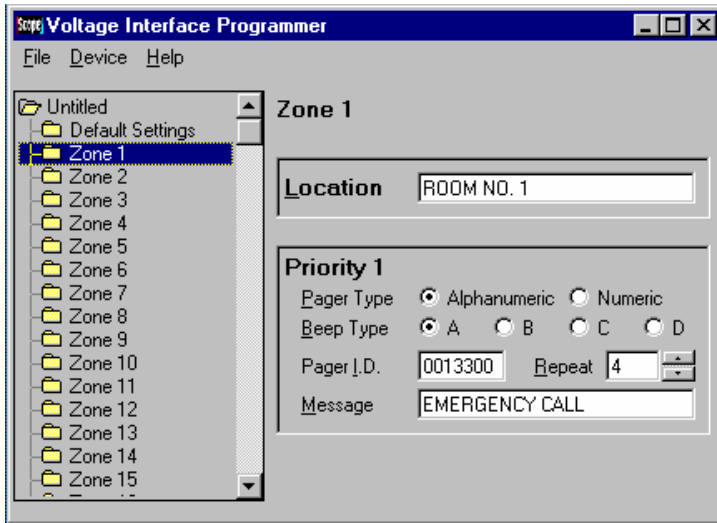 Scope Voltage Interface Programmer
File Device Help
Untitled
Default Settings
Zone 1
Zone 2
Zone 3
Zone 4
Zone 5
Zone 6
Zone 7
Zone 8
Zone 9
Zone 10
Zone 11
Zone 12
Zone 13
Zone 14
Zone 15
Zone 1
Location ROOM NO. 1
Priority 1
Pager Type Alphanumeric Numeric
Beep Type A B C D
Pager I.D. 0013300 Repeat 4
Message EMERGENCY CALL